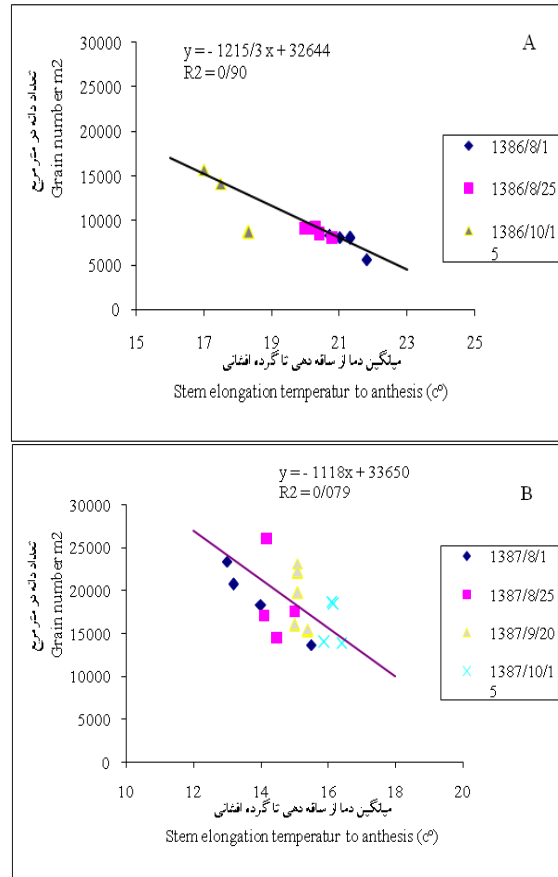 y = - 1215/3 x + 32644
R2 = 0/90
A
30000
25000
20000
15000
10000
5000
0
تعداد دانه در متر مربع
Grain number m2
15
17
19
21
23
25
میانگین دما از ساقه دهی تا گرده افشانی
Stem elongation temperatur to anthesis (c⁰)
1386/8/1
1386/8/25
1386/10/1
5
y = - 1118x + 33650
R2 = 0/079
B
30000
25000
20000
15000
10000
5000
0
تعداد دانه در متر مربع
Grain number m2
10
12
14
16
18
20
میانگین دما از ساقه دهی تا گرده افشانی
Stem elongation temperatur to anthesis (c⁰)
1387/8/1
1387/8/25
1387/9/20
1387/10/1
5